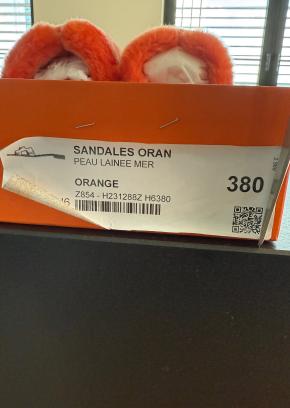 SANDALES ORAN
PEAU LAINEE MER
ORANGE
380
Z854 - H231288Z H6380